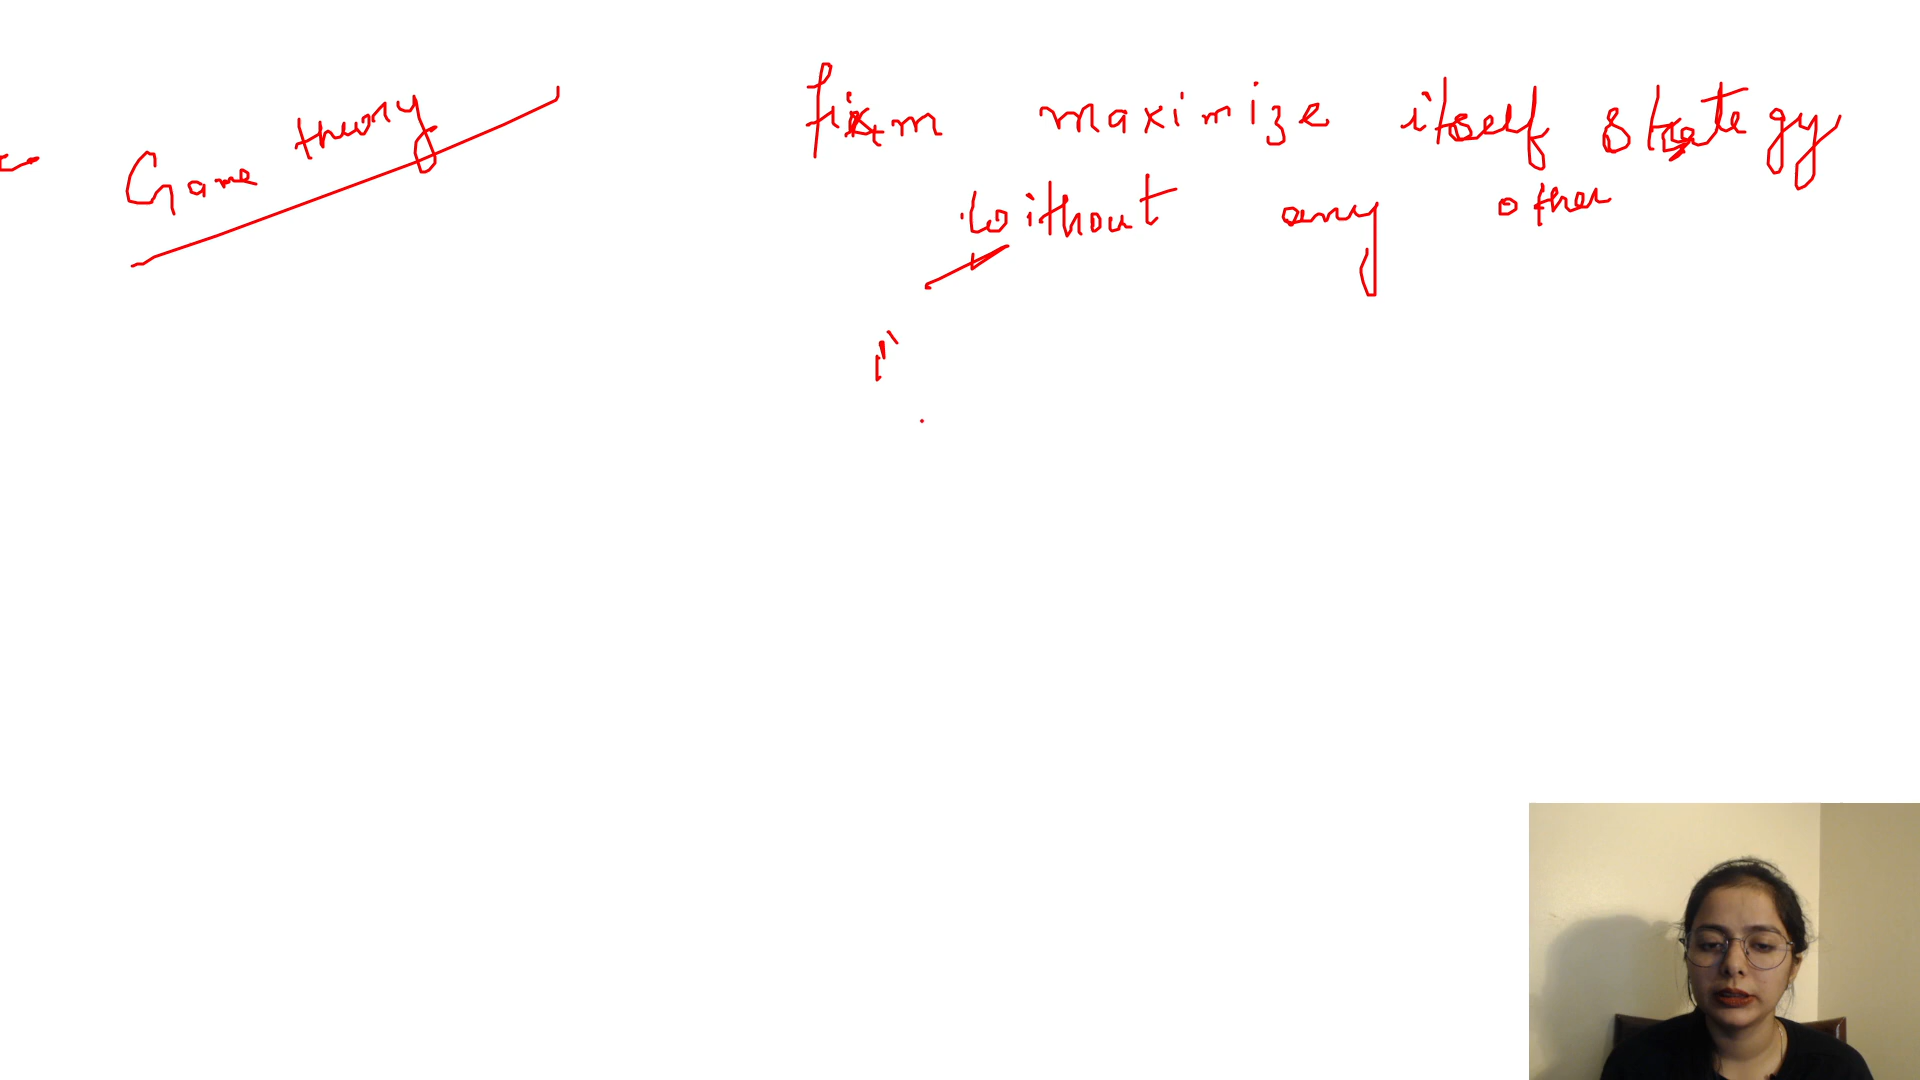 Game theory
firm maximize itself strategy
without any other